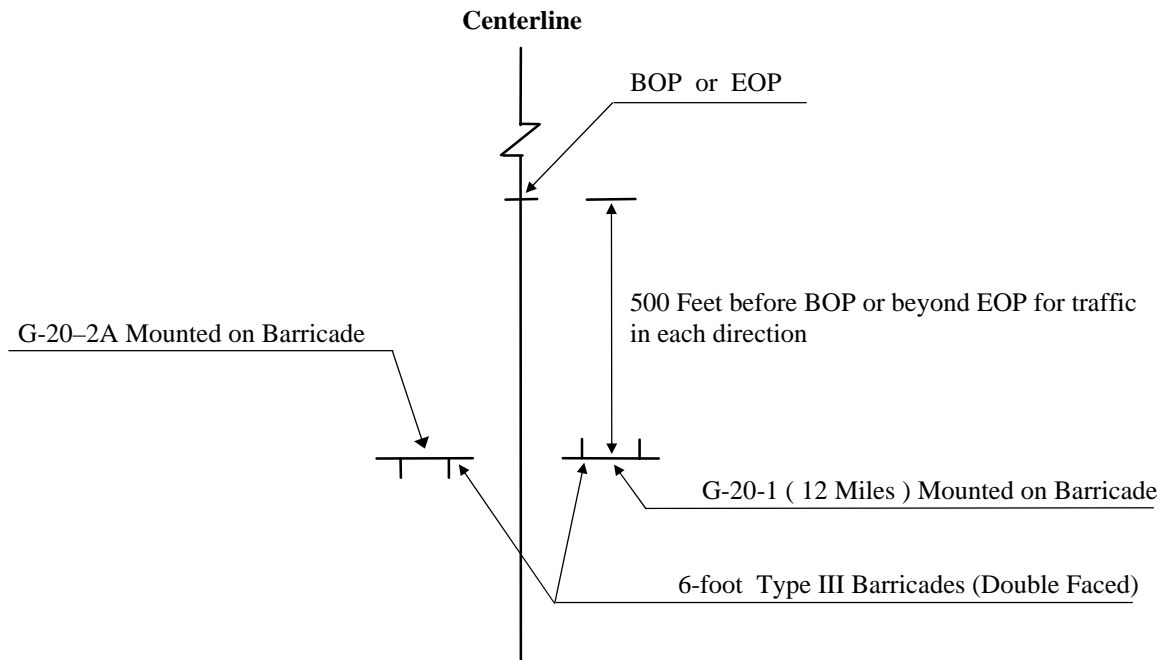 Centerline
BOP or EOP
500 Feet before BOP or beyond EOP for traffic
in each direction
G-20–2A Mounted on Barricade
G-20-1 ( 12 Miles ) Mounted on Barricade
6-foot Type III Barricades (Double Faced)